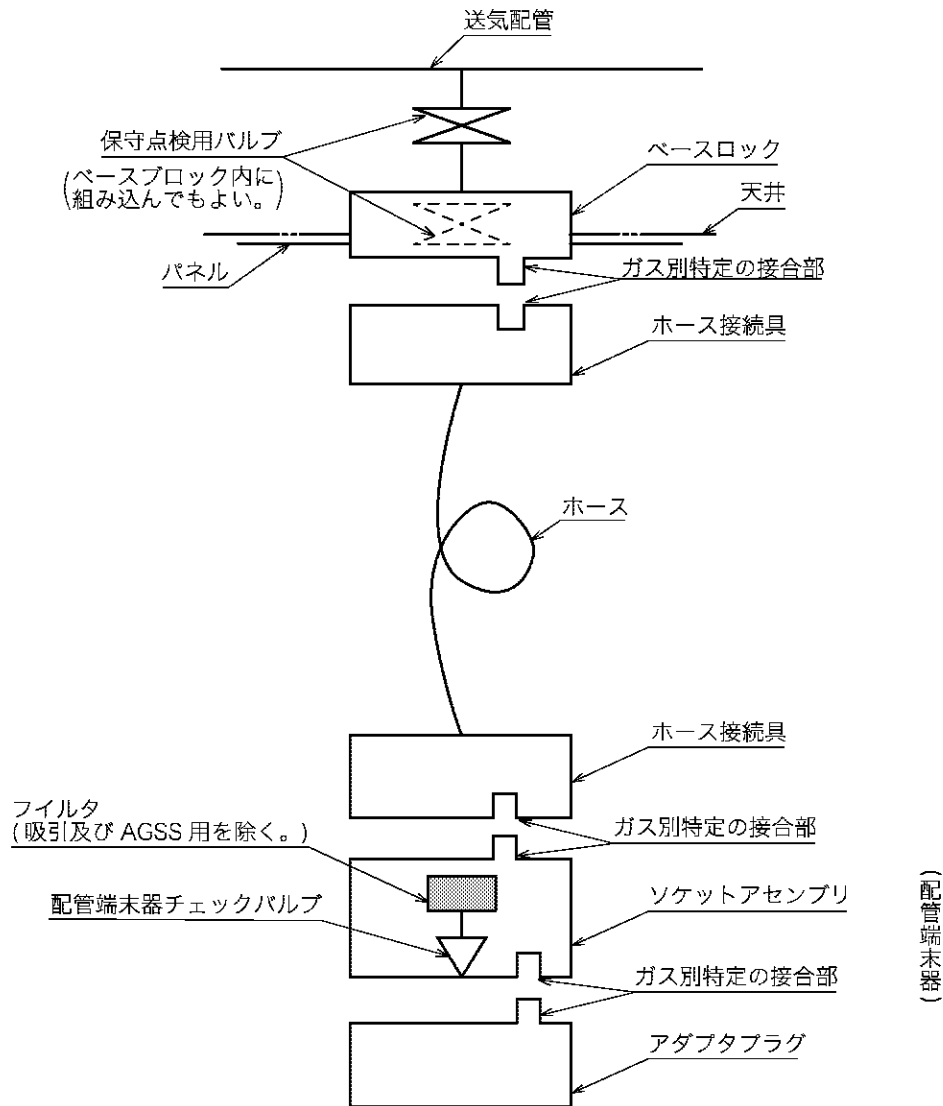 送気配管
保守点検用バルブ
(ベースブロック内に
組み込んでもよい。)
ベースロック
天井
パネル
ガス別特定の接合部
ホース接続具
ホース
ホース接続具
フイルタ
(吸引及び AGSS 用を除く。)
ガス別特定の接合部
配管端末器チェックバルブ
ソケットアセンブリ
(配管端末器)
ガス別特定の接合部
アダプタプラグ